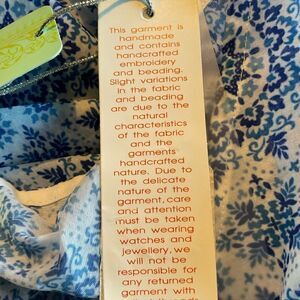 This garment is
handmade
and contains
handcrafted
embroidery
and beading.
Slight variations
in the fabric
and beading
are due to the
natural
characteristics
of the fabric
and the
garments
handcrafted
nature. Due to
the delicate
nature of the
garment, care
and attention
must be taken
when wearing
watches and
jewellery, we
will not be
responsible for
any returned
garment with